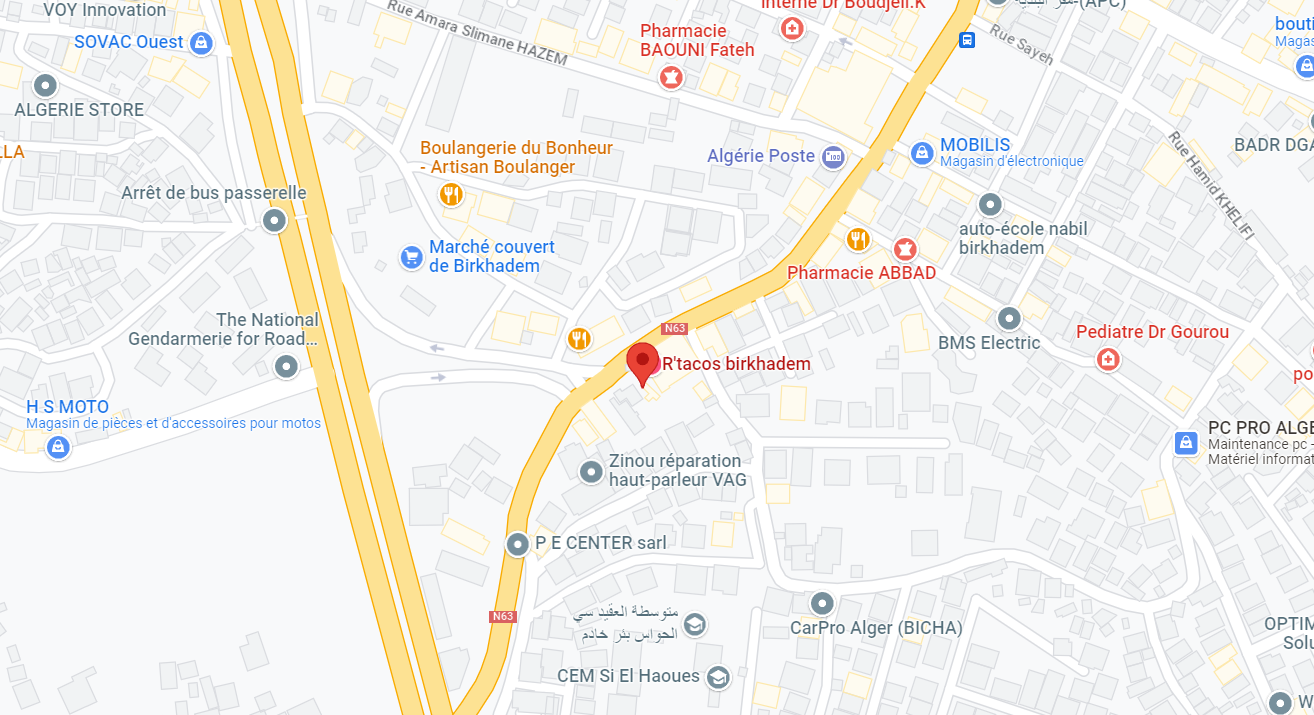 VOY Innovation
SOVAC Ouest
ALGERIE STORE
LLA
Arrêt de bus passerelle
Rue Amara Slimane HAZEM
Pharmacie
BAOUNI Fateh
interne Dr Boudjell.K
مقر البلدية-(APC)
Rue Sayeh
Magas
MOBILIS
Magasin d'électronique
Algérie Poste
Boulangerie du Bonheur
- Artisan Boulanger
Rue Hamid KHELIFI
BADR DGA
auto-école nabil
birkhadem
Marché couvert
de Birkhadem
Pharmacie ABBAD
The National
Gendarmerie for Road...
N63
R'tacos birkhadem
BMS Electric
Pediatre Dr Gourou
po
H S MOTO
Magasin de pièces et d'accessoires pour motos
PC PRO ALGE
Maintenance pc -
Matériel informat
Zinou réparation
haut-parleur VAG
P E CENTER sarl
N63
متوسطة العقيد سي
الحواس بئر خادم
CEM Si El Haoues
CarPro Alger (BICHA)
OPTIM
Solu
W